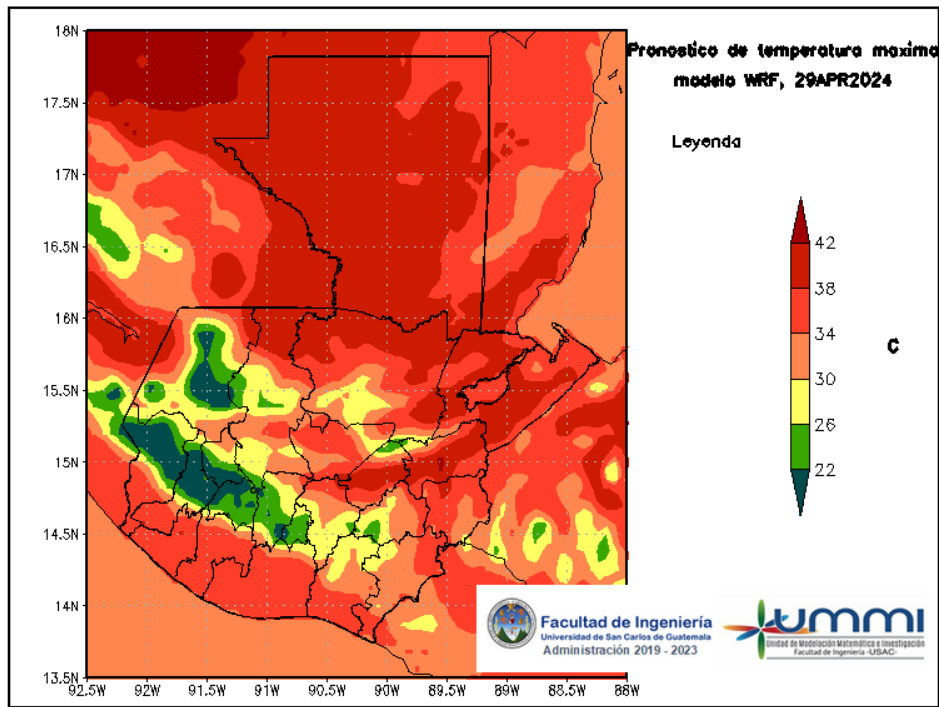 Pronostico de temperatura maxima
modelo WRF, 29APR2024
Leyenda
42
38
34
30
26
22
C
18N
17.5N
17N
16.5N
16N
15.5N
15N
14.5N
14N
13.5N
92.5W 92W 91.5W 91W 90.5W 90W 89.5W 89W 88.5W 88W
Facultad de Ingeniería
Universidad de San Carlos de Guatemala
Administración 2019 - 2023
UMMI
Unidad de Modelación Matemática e Investigación
Facultad de Ingeniería -USAC-